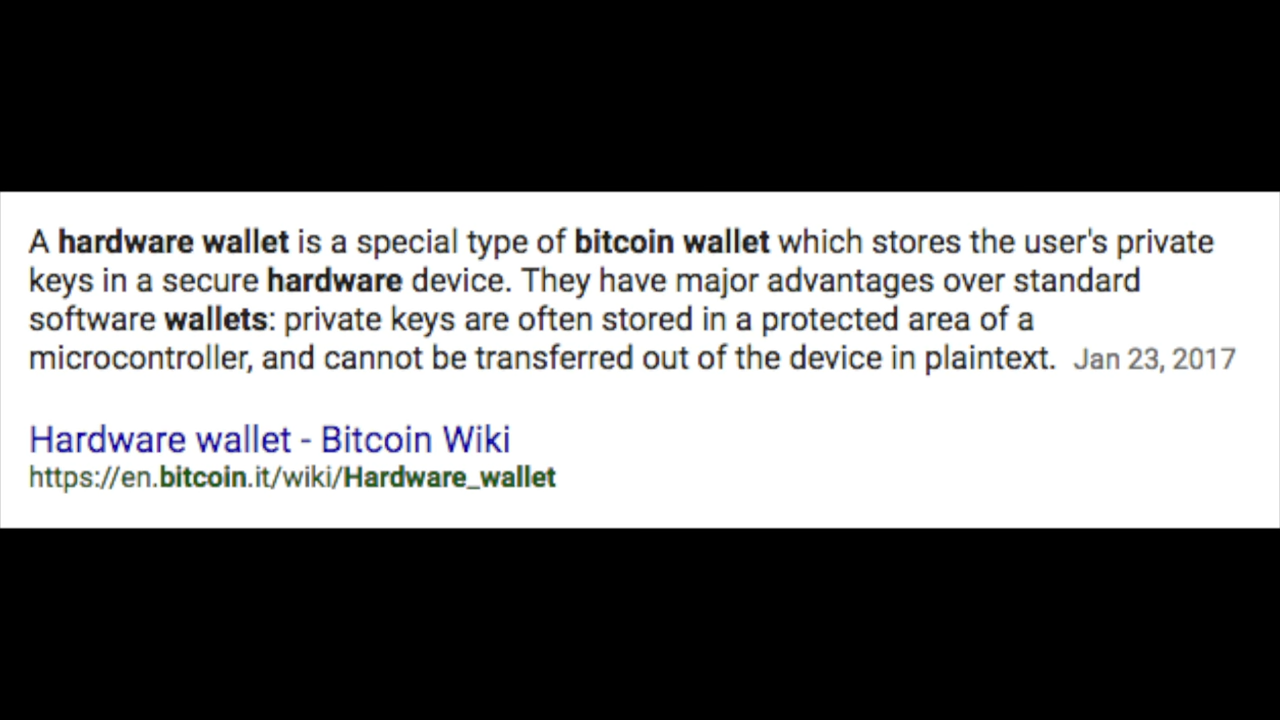 A hardware wallet is a special type of bitcoin wallet which stores the user's private
keys in a secure hardware device. They have major advantages over standard
software wallets: private keys are often stored in a protected area of a
microcontroller, and cannot be transferred out of the device in plaintext. Jan 23, 2017
Hardware wallet - Bitcoin Wiki
https://en.bitcoin.it/wiki/Hardware_wallet